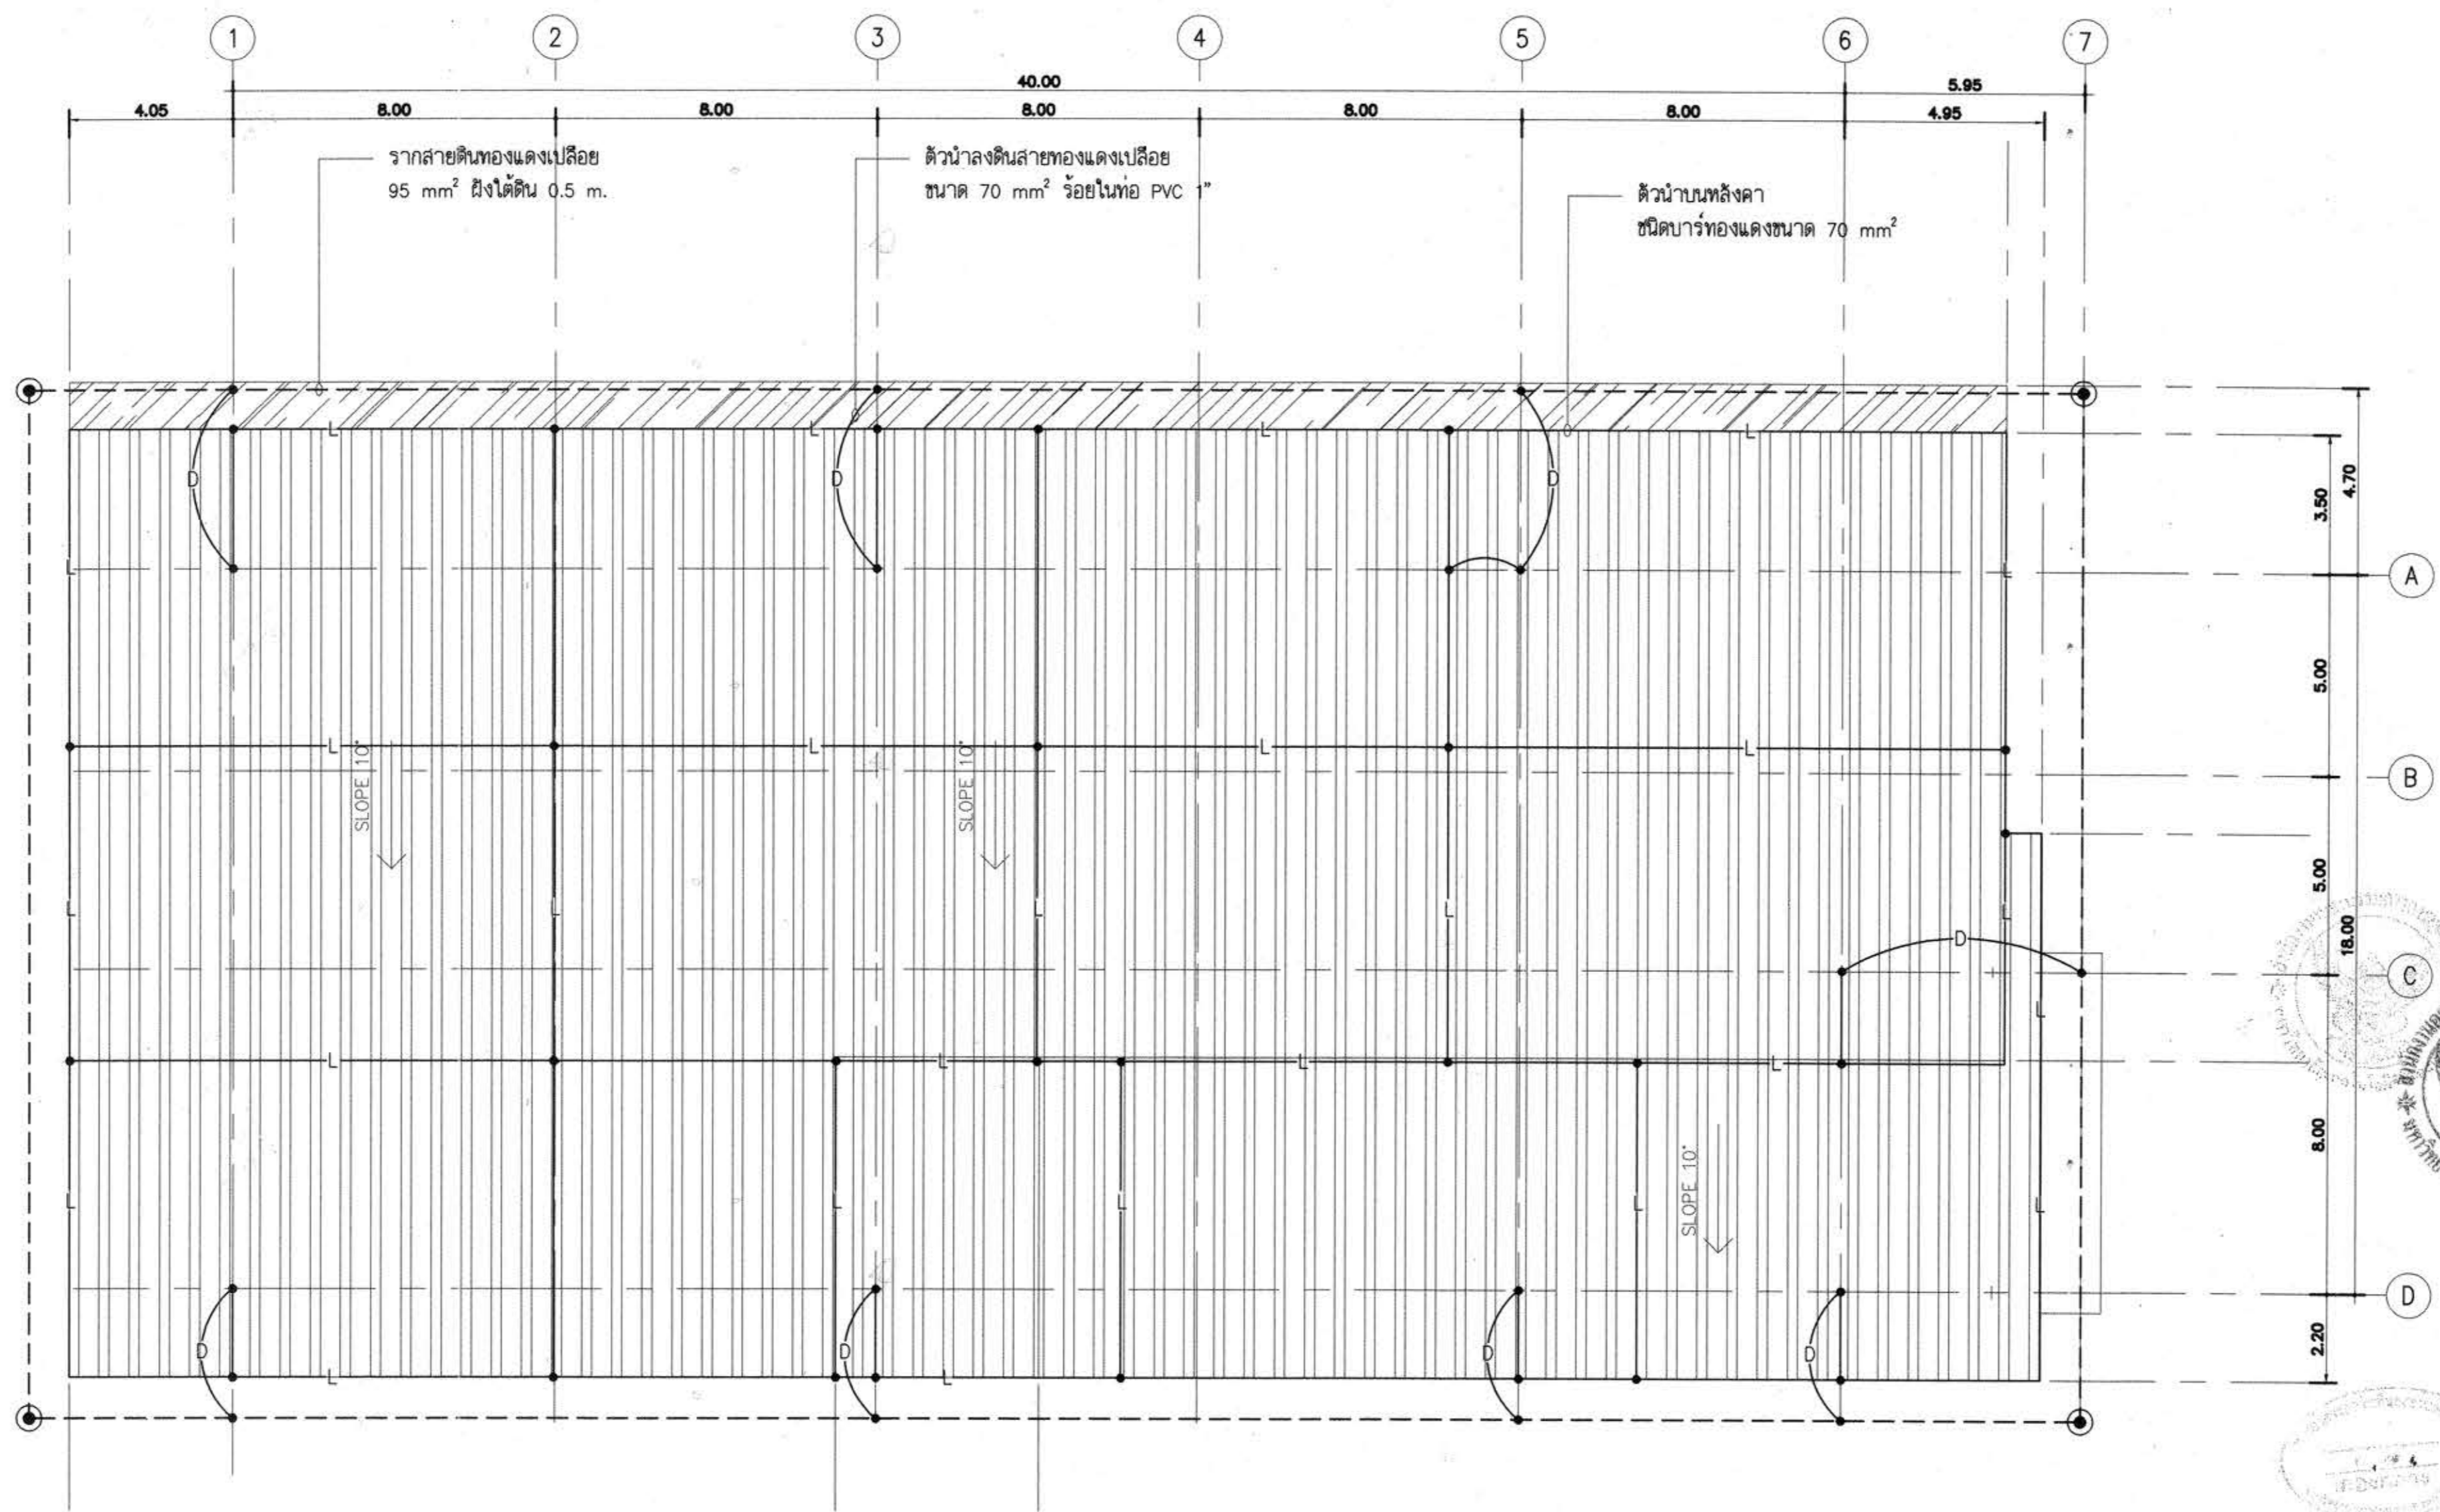 1 2 3 4 5 6 7
40.00 5.95
4.05 8.00 8.00 8.00 8.00 8.00 4.95
รากสายดินทองแดงเปลือย
95 mm² ฝังใต้ดิน 0.5 m.
ตัวนำลงดินสายทองแดงเปลือย
ขนาด 70 mm² ร้อยในท่อ PVC 1"
ตัวนำบนหลังคา
ชนิดบาร์ทองแดงขนาด 70 mm²
L L L L
D D D
3.50 4.70
L L
A
5.00
L L L L
SLOPE 10° SLOPE 10°
B
5.00
L L L L L
D
18.00
C
L
L L L L
8.00
L L L L L
SLOPE 10°
D
D D D D
2.20
L L